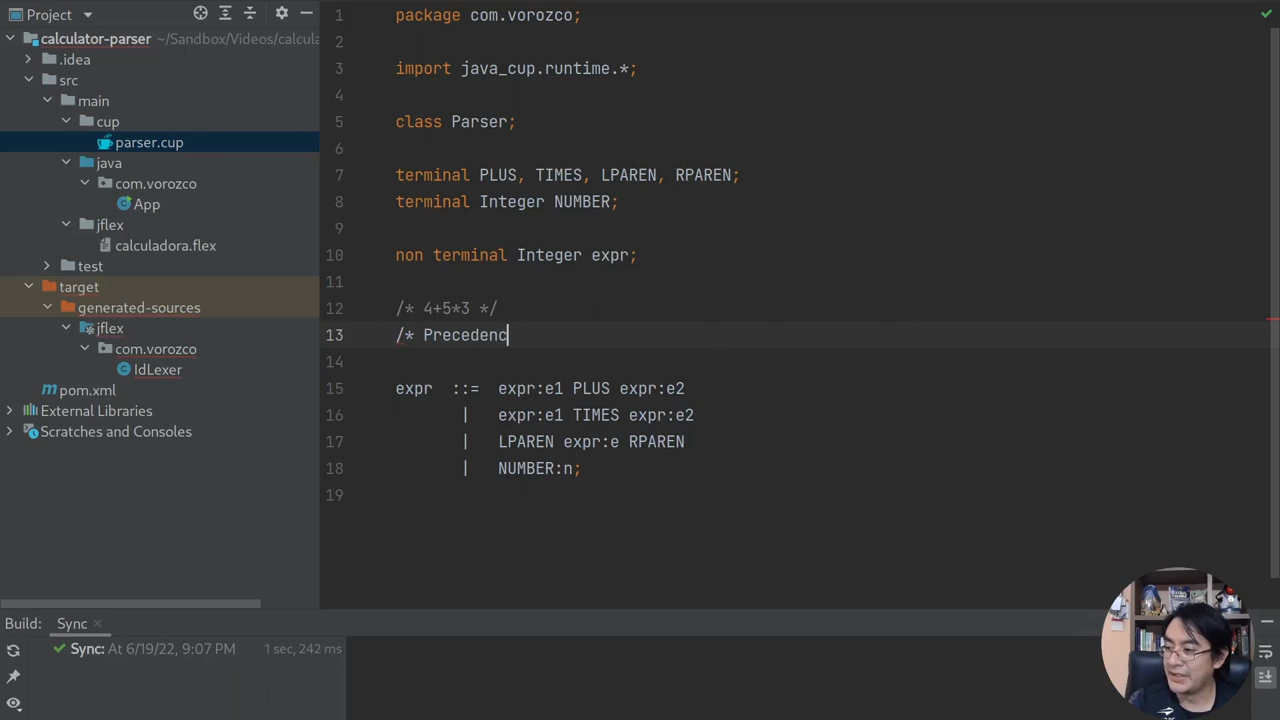 Project
calculator-parser ~/Sandbox/Videos/calcula
.idea
src
main
cup
parser.cup
java
com.vorozco
App
jflex
calculadora.flex
test
target
generated-sources
jflex
com.vorozco
IdLexer
pom.xml
External Libraries
Scratches and Consoles
1 package com.vorozco;
2
3 import java_cup.runtime.*;
4
5 class Parser;
6
7 terminal PLUS, TIMES, LPAREN, RPAREN;
8 terminal Integer NUMBER;
9
10 non terminal Integer expr;
11
12 /* 4+5*3 */
13 /* Precedenc
14
15 expr ::= expr:e1 PLUS expr:e2
16 | expr:e1 TIMES expr:e2
17 | LPAREN expr:e RPAREN
18 | NUMBER:n;
19
Build: Sync
Sync: At 6/19/22, 9:07 PM 1 sec, 242 ms